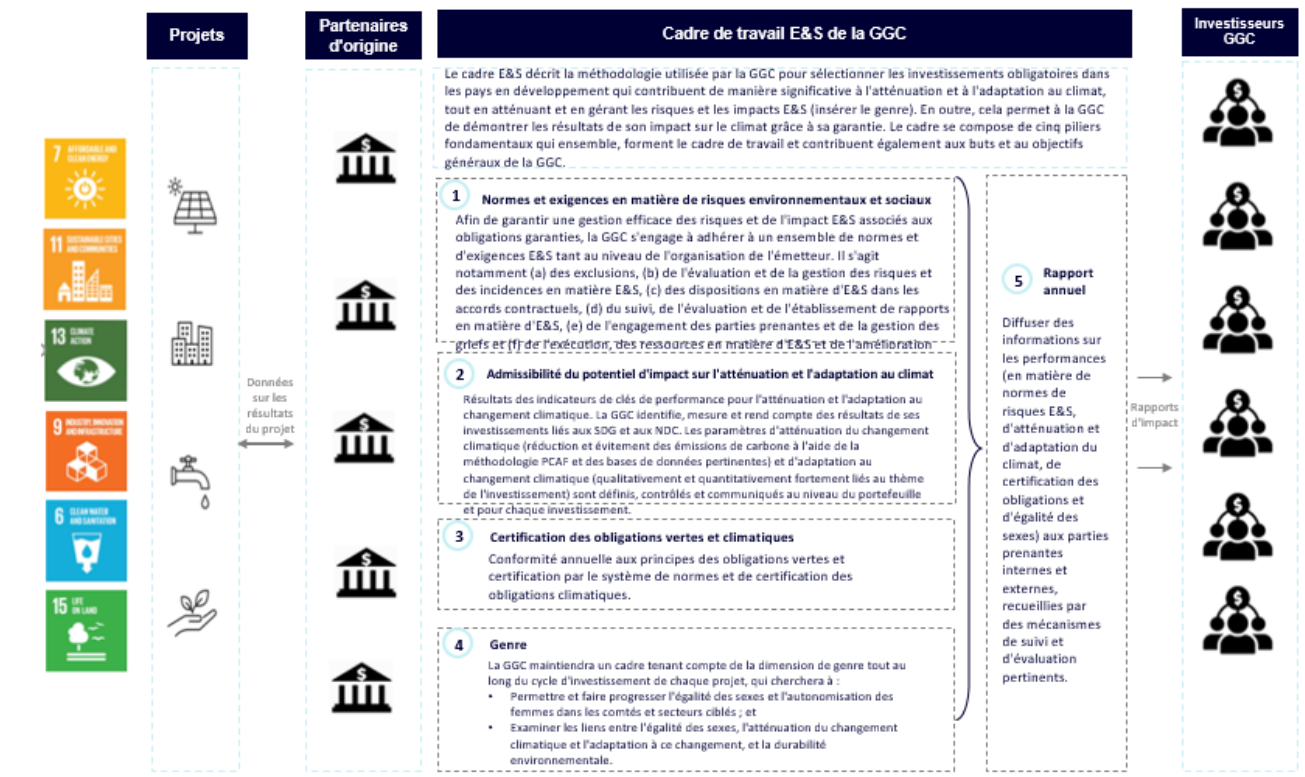 Projets
Partenaires
d'origine
Cadre de travail E&S de la GGC
Investisseurs
GGC
Le cadre E&S décrit la méthodologie utilisée par la GGC pour sélectionner les investissements obligatoires dans
les pays en développement qui contribuent de manière significative à l'atténuation et à l'adaptation au climat,
tout en atténuant et en gérant les risques et les impacts E&S (insérer le genre). En outre, cela permet à la GGC
de démontrer les résultats de son impact sur le climat grâce à sa garantie. Le cadre se compose de cinq piliers
fondamentaux qui ensemble, forment le cadre de travail et contribuent également aux buts et au objectifs
généraux de la GGC.
7 AFFORDABLE AND
CLEAN ENERGY
11 SUSTAINABLE CITIES
AND COMMUNITIES
13 CLIMATE
ACTION
9 INDUSTRY, INNOVATION
AND INFRASTRUCTURE
6 CLEAN WATER
AND SANITATION
15 LIFE
ON LAND
Données
sur les
résultats
du projet
1 Normes et exigences en matière de risques environnementaux et sociaux
Afin de garantir une gestion efficace des risques et de l'impact E&S associés aux
obligations garanties, la GGC s'engage à adhérer à un ensemble de normes et
d'exigences E&S tant au niveau de l'organisation de l'émetteur. Il s'agit
notamment (a) des exclusions, (b) de l'évaluation et de la gestion des risques et
des incidences en matière E&S, (c) des dispositions en matière d'E&S dans les
accords contractuels, (d) du suivi, de l'évaluation et de l'établissement de rapports
en matière d'E&S, (e) de l'engagement des parties prenantes et de la gestion des
griefs et (f) de l'exécution, des ressources en matière d'E&S et de l'amélioration
2 Admissibilité du potentiel d'impact sur l'atténuation et l'adaptation au climat
Résultats des indicateurs de clés de performance pour l'atténuation et l'adaptation au
changement climatique. La GGC identifie, mesure et rend compte des résultats de ses
investissements liés aux SDG et aux NDC. Les paramètres d'atténuation du changement
climatique (réduction et évitement des émissions de carbone à l'aide de la
méthodologie PCAF et des bases de données pertinentes) et d'adaptation au
changement climatique (qualitativement et quantitativement fortement liés au thème
de l'investissement) sont définis, contrôlés et communiqués au niveau du portefeuille
et pour chaque investissement.
3 Certification des obligations vertes et climatiques
Conformité annuelle aux principes des obligations vertes et
certification par le système de normes et de certification des
obligations climatiques.
4 Genre
La GGC maintiendra un cadre tenant compte de la dimension de genre tout au
long du cycle d'investissement de chaque projet, qui cherchera à :
• Permettre et faire progresser l'égalité des sexes et l'autonomisation des
femmes dans les comtés et secteurs ciblés ; et
• Examiner les liens entre l'égalité des sexes, l'atténuation du changement
climatique et l'adaptation à ce changement, et la durabilité
environnementale.
5 Rapport
annuel
Diffuser des
informations sur
les performances
(en matière de
normes de
risques E&S,
d'atténuation et
d'adaptation du
climat, de
certification des
obligations et
d'égalité des
sexes) aux parties
prenantes
internes et
externes,
recueillies par
des mécanismes
de suivi et
d'évaluation
pertinents.
Rapports
d'impact